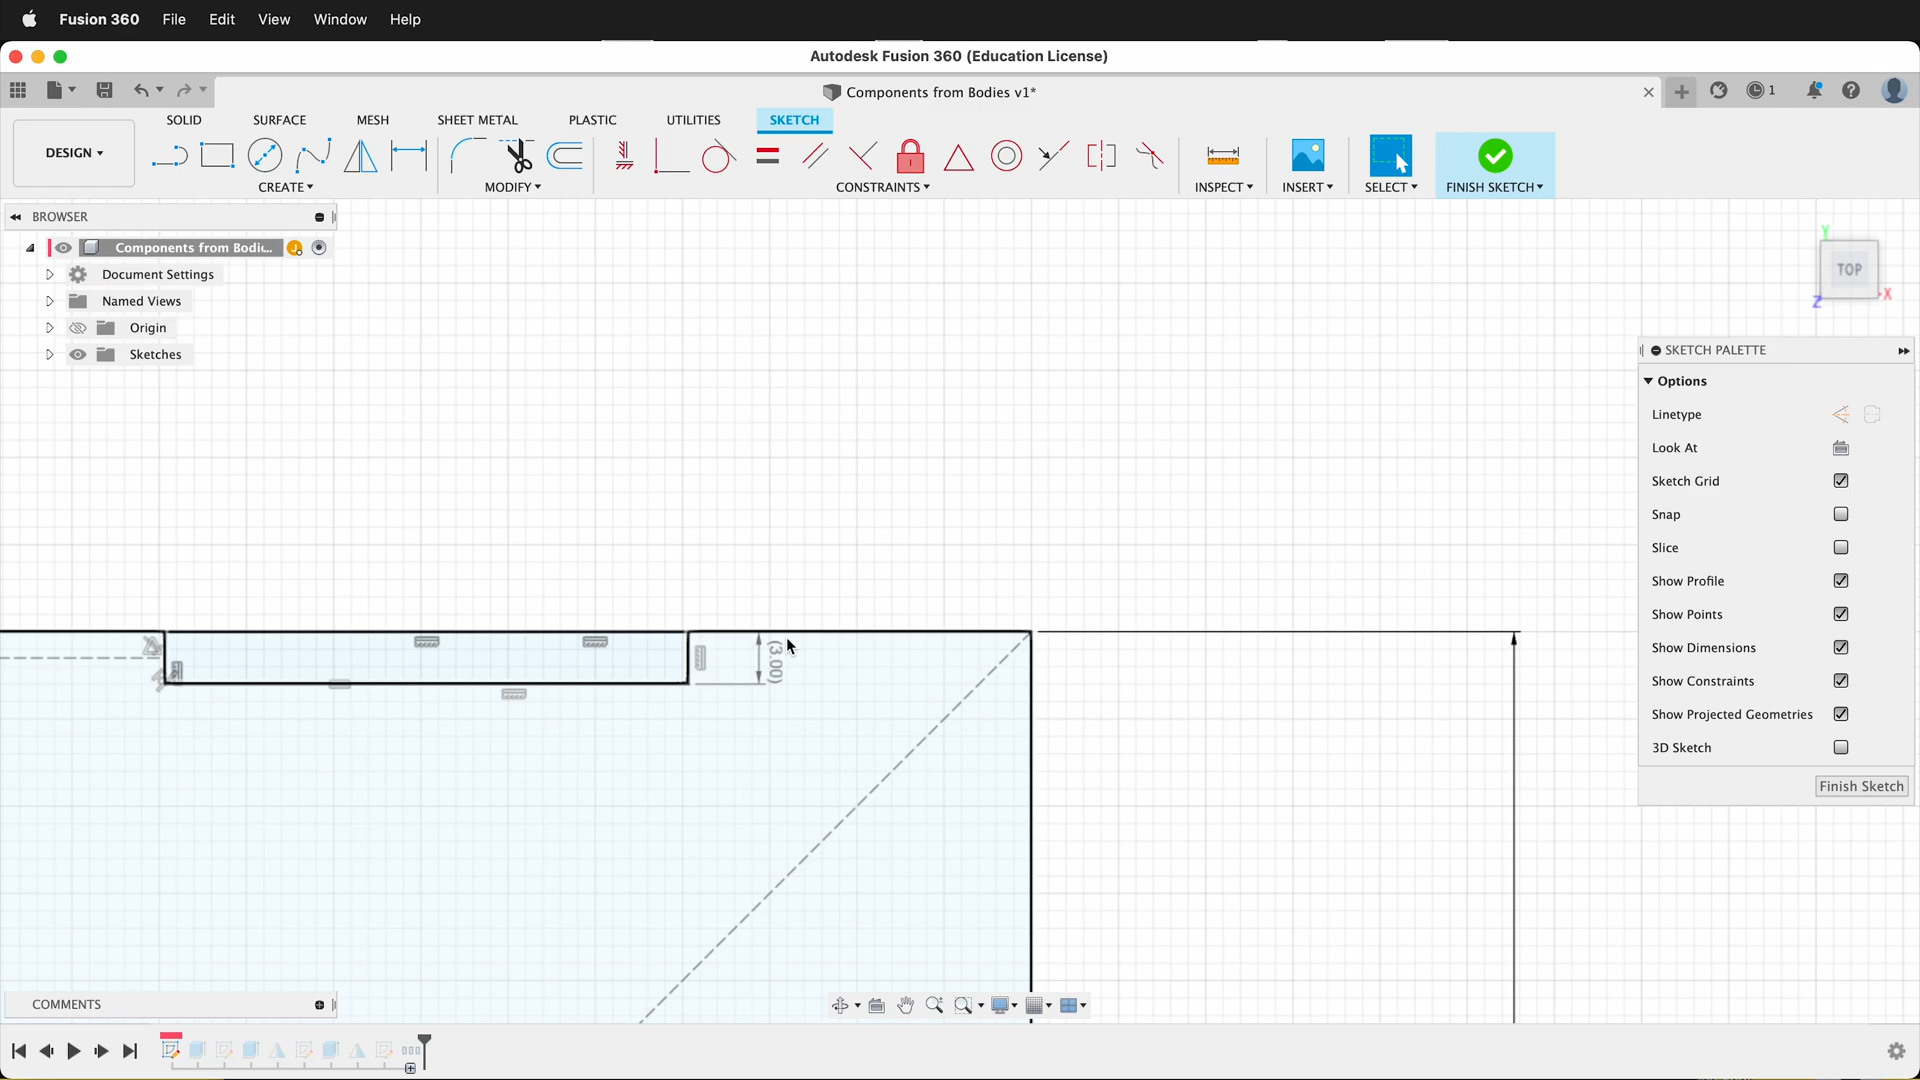 Fusion 360 File Edit View Window Help
Autodesk Fusion 360 (Education License)
Components from Bodies v1*
1
SOLID SURFACE MESH SHEET METAL PLASTIC UTILITIES SKETCH
DESIGN
CREATE MODIFY CONSTRAINTS INSPECT INSERT SELECT FINISH SKETCH
BROWSER
Components from Bodi...
Document Settings
Named Views
Origin
Sketches
Y
TOP
X
Z
SKETCH PALETTE
Options
Linetype
Look At
Sketch Grid
Snap
Slice
Show Profile
Show Points
Show Dimensions
Show Constraints
Show Projected Geometries
3D Sketch
Finish Sketch
(3.00)
COMMENTS